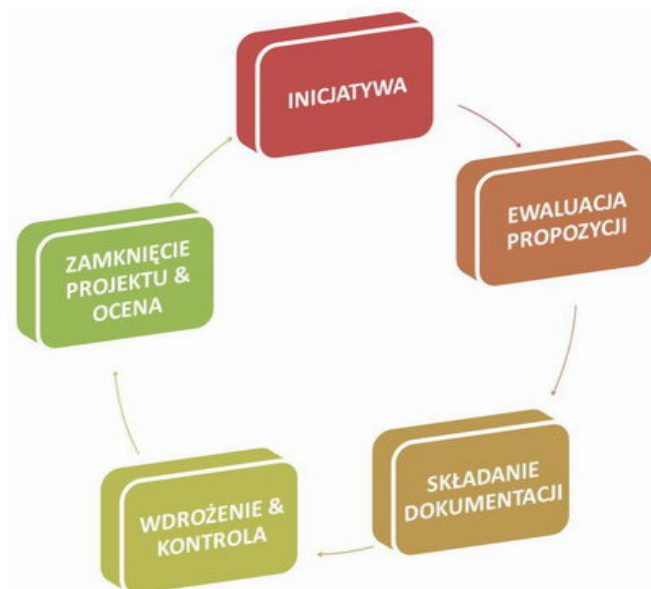 INICJATYWA
EWALUACJA
PROPOZYCJI
SKŁADANIE
DOKUMENTACJI
WDROŻENIE &
KONTROLA
ZAMKNIĘCIE
PROJEKTU &
OCENA